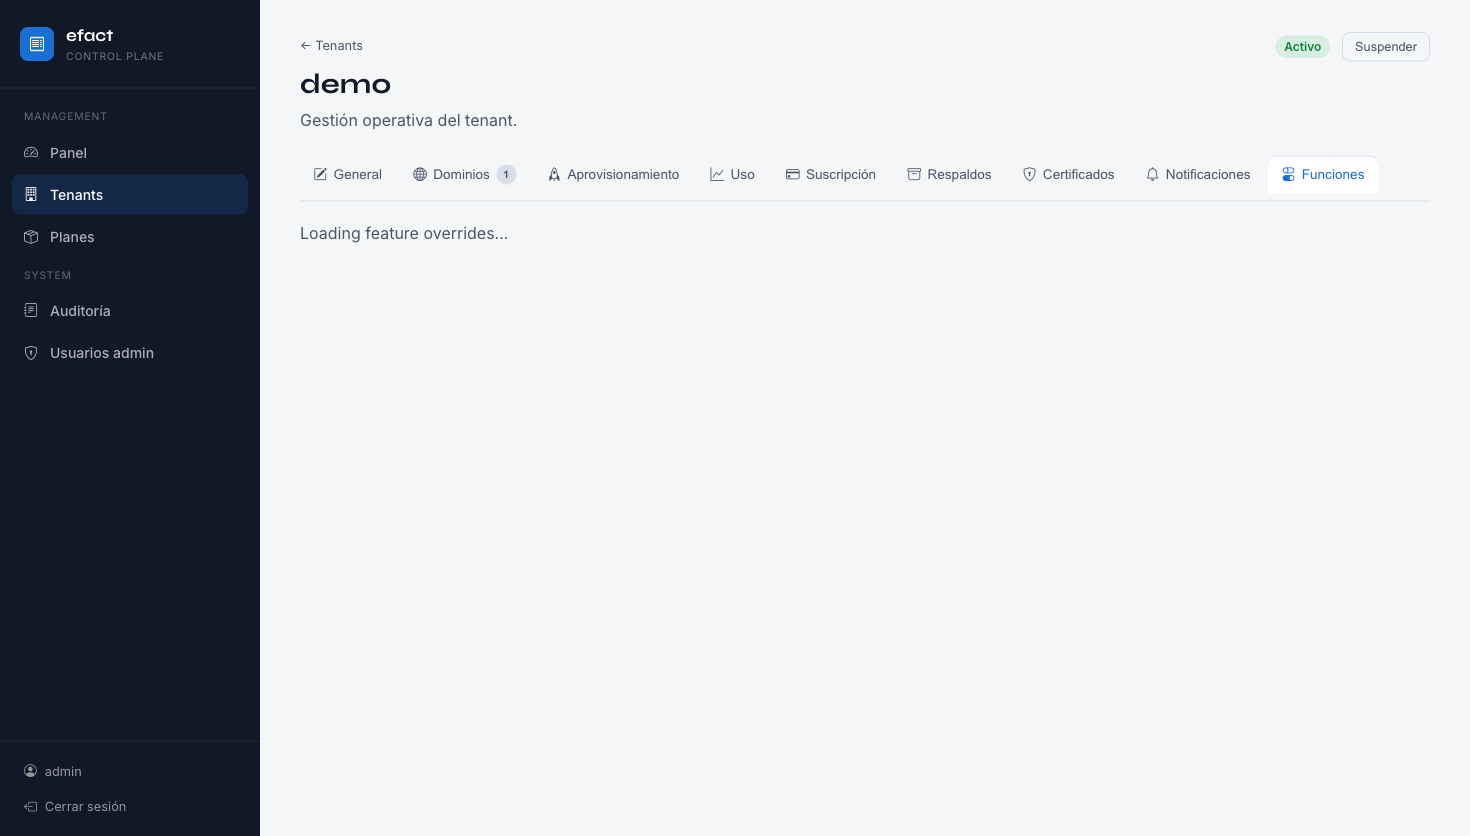 efact
CONTROL PLANE
MANAGEMENT
Panel
Tenants
Planes
SYSTEM
Auditoría
Usuarios admin
admin
Cerrar sesión
← Tenants
Activo
Suspender
demo
Gestión operativa del tenant.
General
Dominios 1
Aprovisionamiento
Uso
Suscripción
Respaldos
Certificados
Notificaciones
Funciones
Loading feature overrides...